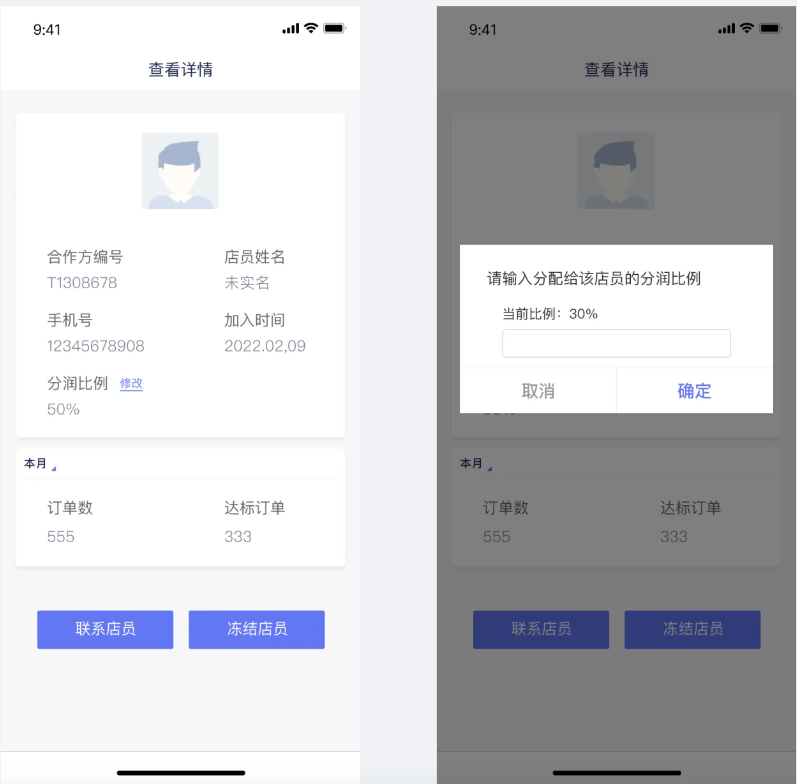 9:41
查看详情
合作方编号 店员姓名
T1308678 未实名
手机号 加入时间
12345678908 2022.02,09
分润比例 修改
50%
本月
订单数 达标订单
555 333
联系店员 冻结店员
9:41
查看详情
请输入分配给该店员的分润比例
当前比例：30%
取消 确定
本月
订单数 达标订单
555 333
联系店员 冻结店员